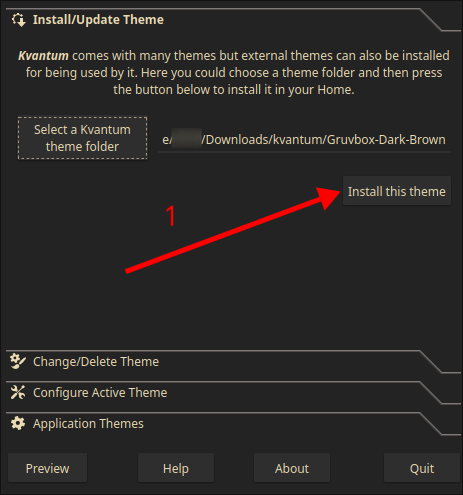 Install/Update Theme
Kvantum comes with many themes but external themes can also be installed
for being used by it. Here you could choose a theme folder and then press
the button below to install it in your Home.
Select a Kvantum
theme folder
e/ /Downloads/kvantum/Gruvbox-Dark-Brown
Install this theme
1
Change/Delete Theme
Configure Active Theme
Application Themes
Preview Help About Quit